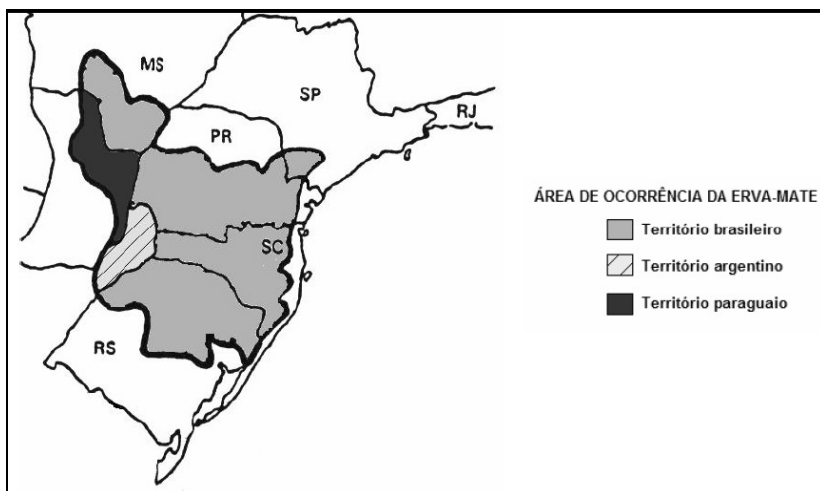 MS
SP
RJ
PR
SC
RS
ÁREA DE OCORRÊNCIA DA ERVA-MATE
Território brasileiro
Território argentino
Território paraguaio